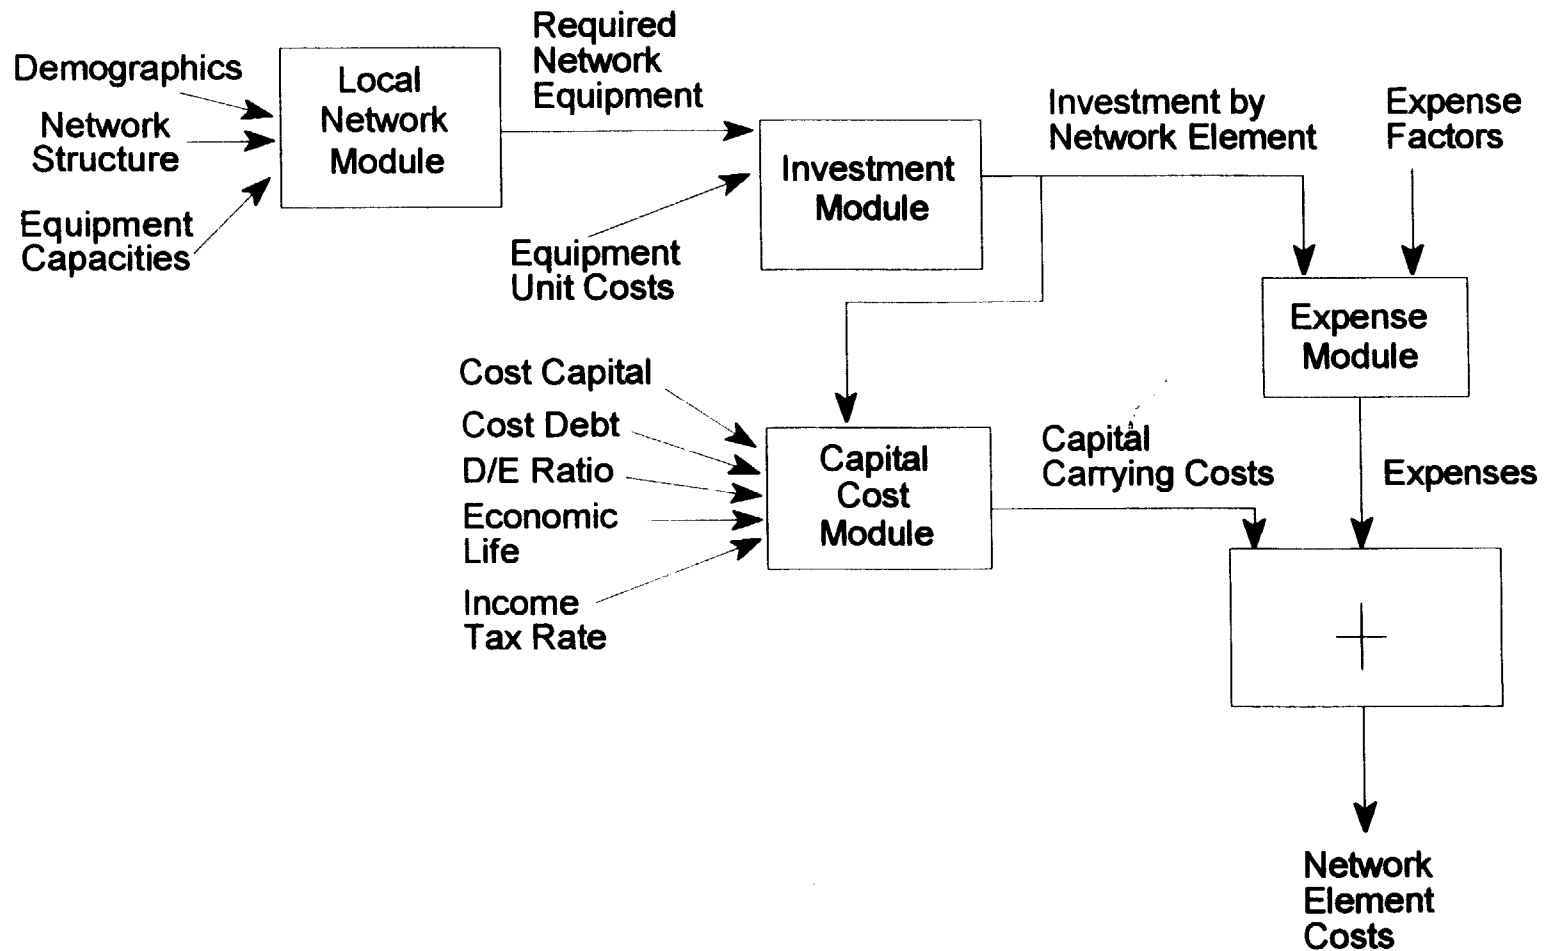 Demographics
Network
Structure
Equipment
Capacities
Local
Network
Module
Required
Network
Equipment
Equipment
Unit Costs
Investment
Module
Investment by
Network Element
Expense
Factors
Expense
Module
Cost Capital
Cost Debt
D/E Ratio
Economic
Life
Income
Tax Rate
Capital
Cost
Module
Capital
Carrying Costs
Expenses
+
Network
Element
Costs